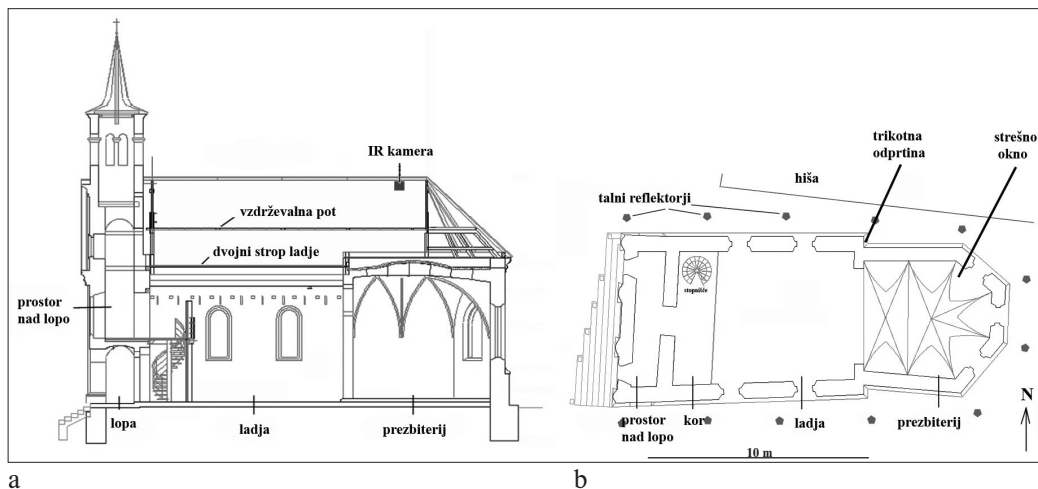 IR kamera
vzdrževalna pot
dvojni strop ladje
prostor
nad lopo
lopa
ladja
prezbiterij
a
trikotna
odprtina
strešno
okno
hiša
talni reflektorji
stopnišče
prostor
nad lopo
kor
ladja
prezbiterij
N
10 m
b